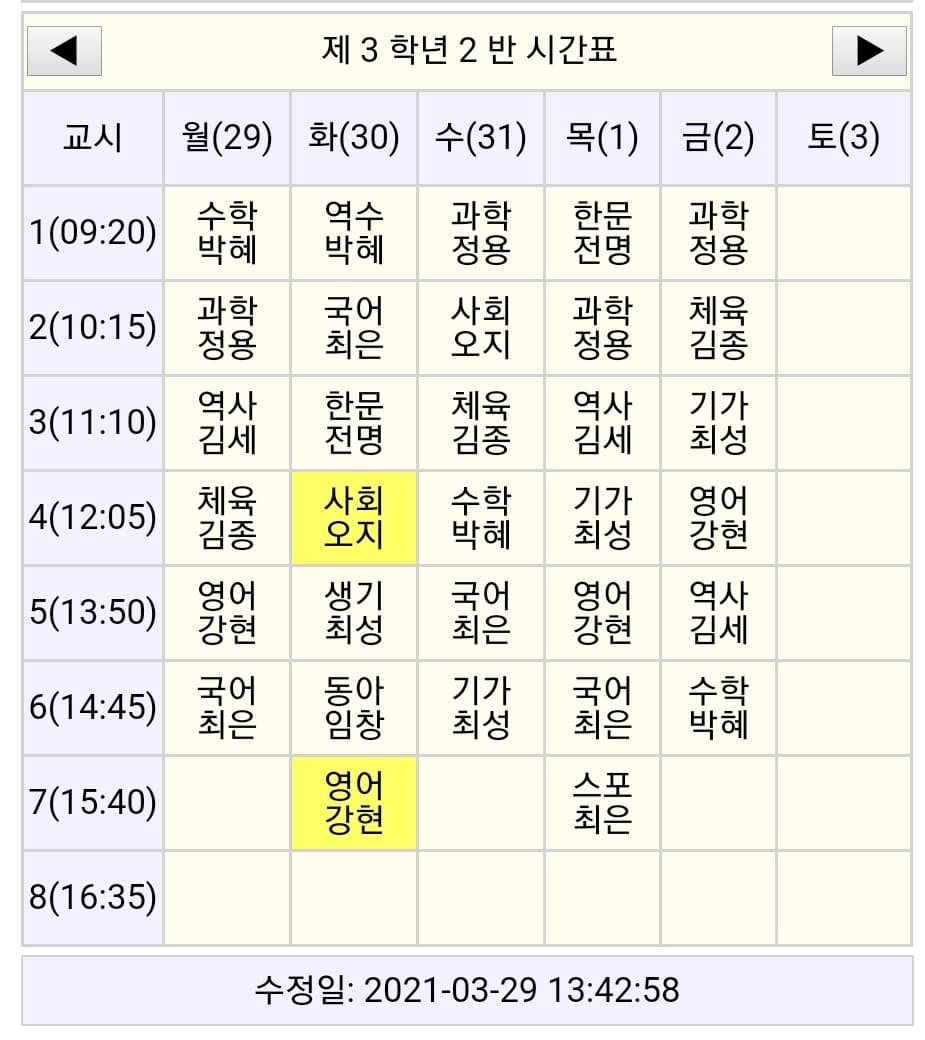 ◀ 제 3 학년 2 반 시간표 ▶
교시 월(29) 화(30) 수(31) 목(1) 금(2) 토(3)
1(09:20) 수학 역수 과학 한문 과학
박혜 박혜 정용 전명 정용
2(10:15) 과학 국어 사회 과학 체육
정용 최은 오지 정용 김종
3(11:10) 역사 한문 체육 역사 기가
김세 전명 김종 김세 최성
4(12:05) 체육 사회 수학 기가 영어
김종 오지 박혜 최성 강현
5(13:50) 영어 생기 국어 영어 역사
강현 최성 최은 강현 김세
6(14:45) 국어 동아 기가 국어 수학
최은 임창 최성 최은 박혜
7(15:40) 영어 스포
강현 최은
8(16:35)
수정일: 2021-03-29 13:42:58